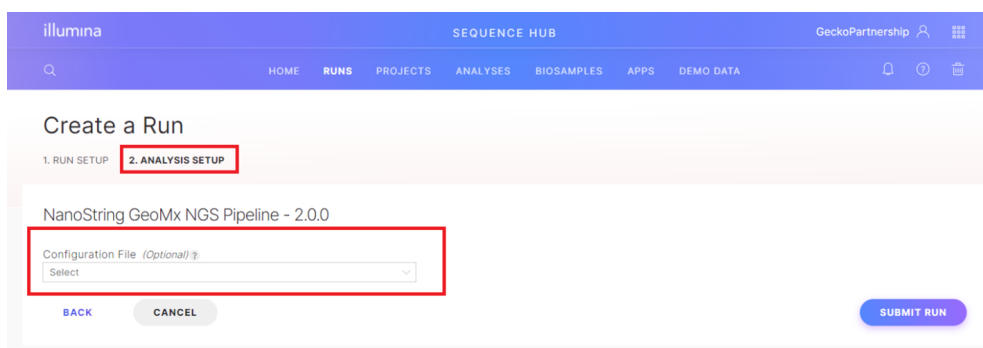 illumina
SEQUENCE HUB
GeckoPartnership
HOME RUNS PROJECTS ANALYSES BIOSAMPLES APPS DEMO DATA
Create a Run
1. RUN SETUP 2. ANALYSIS SETUP
NanoString GeoMx NGS Pipeline - 2.0.0
Configuration File (Optional) ?
Select
BACK CANCEL SUBMIT RUN